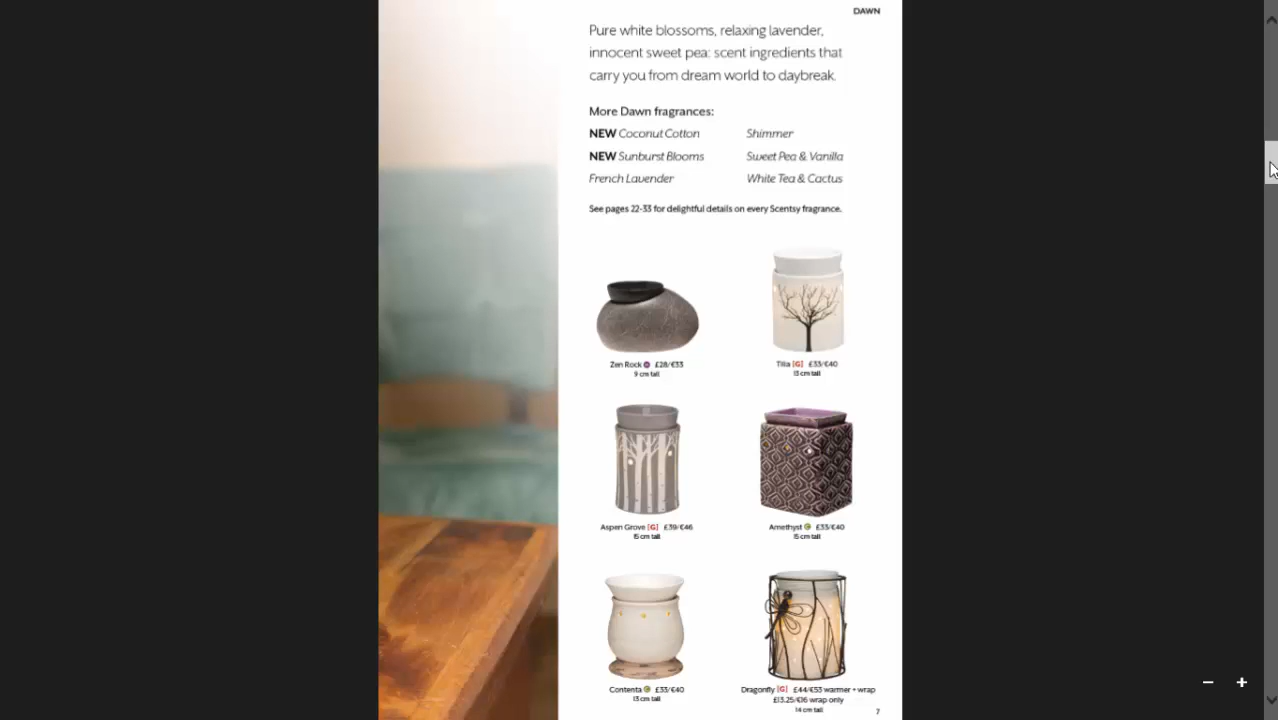 DAWN
Pure white blossoms, relaxing lavender,
innocent sweet pea: scent ingredients that
carry you from dream world to daybreak.
More Dawn fragrances:
NEW Coconut Cotton
NEW Sunburst Blooms
French Lavender
Shimmer
Sweet Pea & Vanilla
White Tea & Cactus
See pages 22-33 for delightful details on every Scentsy fragrance.
Zen Rock £28/€33
9 cm tall
Tilia [G] £33/€40
13 cm tall
Aspen Grove [G] £39/€46
15 cm tall
Amethyst £33/€40
15 cm tall
Contenta £33/€40
13 cm tall
Dragonfly [G] £44/€53 warmer + wrap
£13.25/€16 wrap only
14 cm tall
7